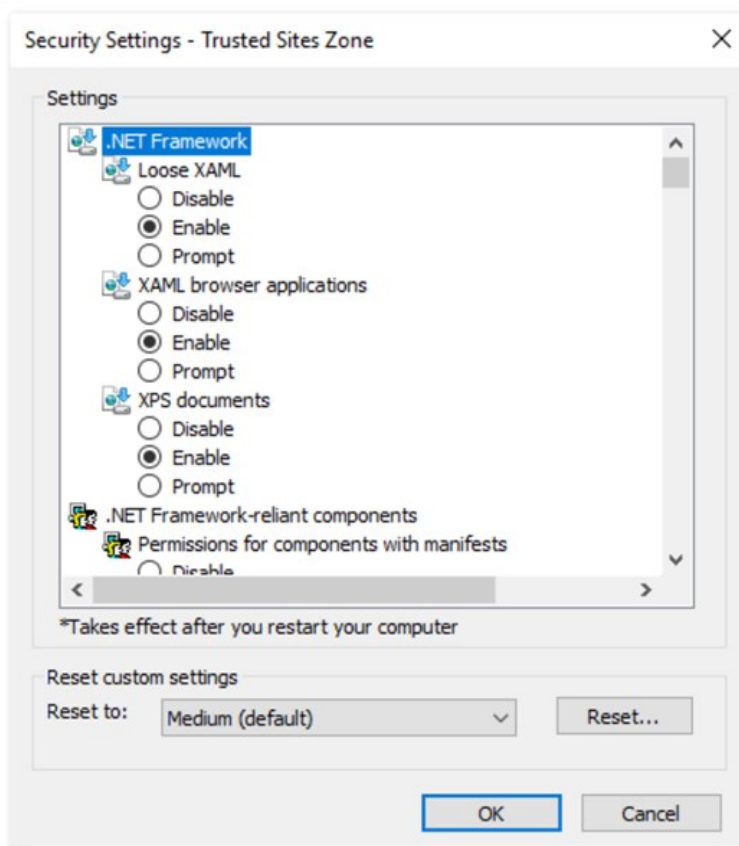 Security Settings - Trusted Sites Zone
Settings
.NET Framework
Loose XAML
Disable
Enable
Prompt
XAML browser applications
Disable
Enable
Prompt
XPS documents
Disable
Enable
Prompt
.NET Framework-reliant components
Permissions for components with manifests
Disable
*Takes effect after you restart your computer
Reset custom settings
Reset to:
Medium (default)
Reset...
OK
Cancel